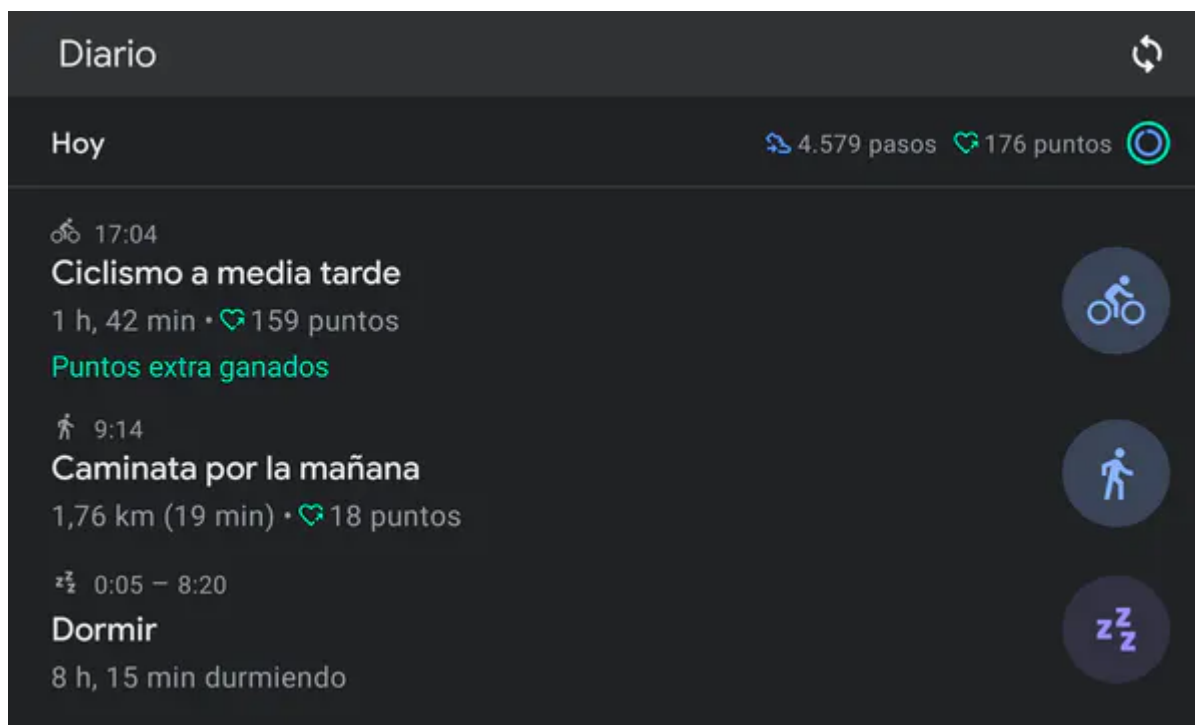 Diario
Hoy 4.579 pasos 176 puntos
17:04
Ciclismo a media tarde
1 h, 42 min • 159 puntos
Puntos extra ganados
9:14
Caminata por la mañana
1,76 km (19 min) • 18 puntos
0:05 – 8:20
Dormir
8 h, 15 min durmiendo